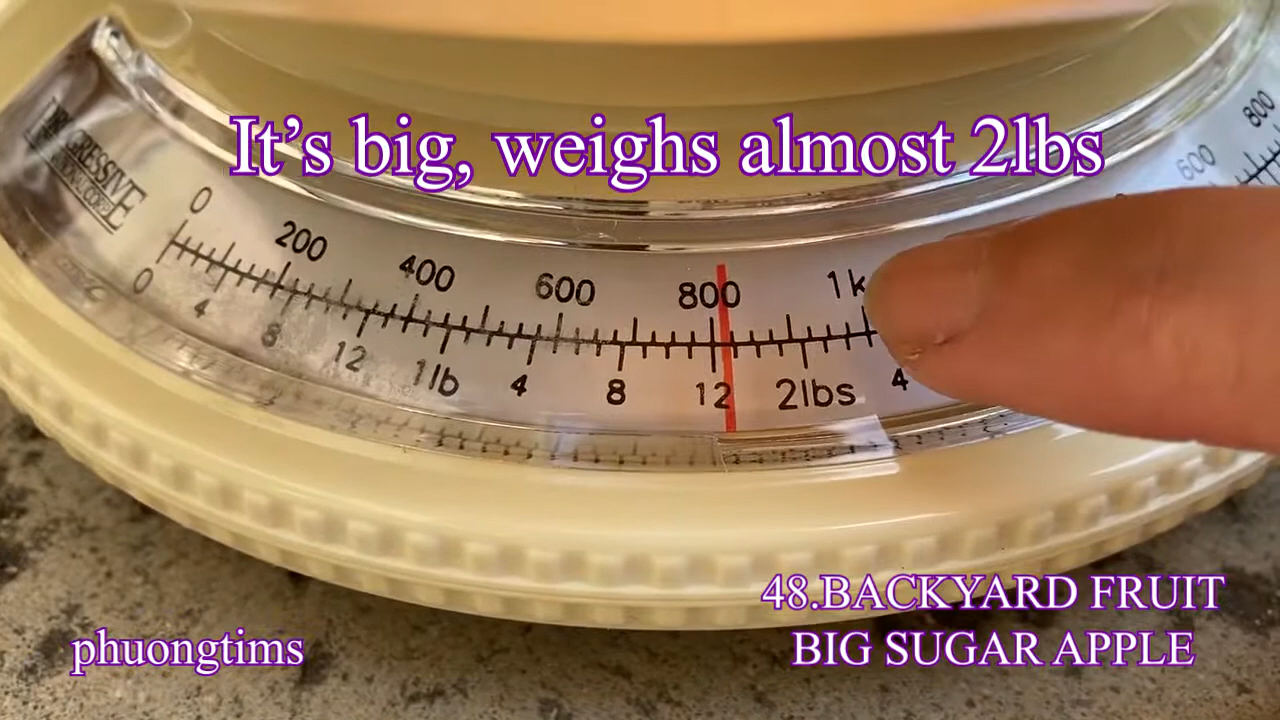 It's big, weighs almost 2lbs
800
600
0 200 400 600 800 1k
0 4 8 12 1lb 4 8 12 2lbs 4
48.BACKYARD FRUIT
BIG SUGAR APPLE
phuongtims